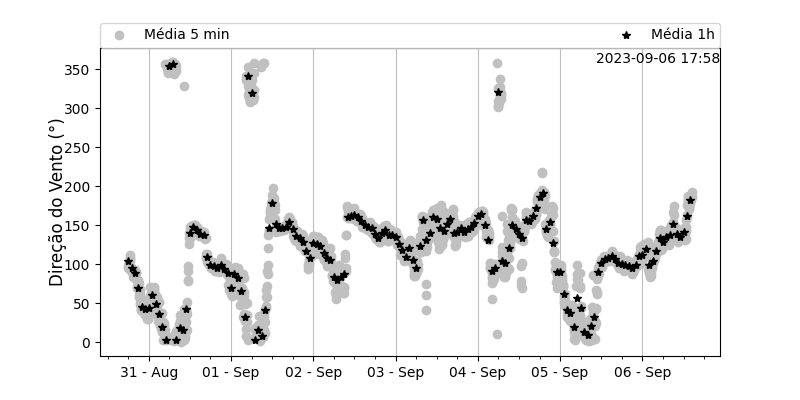 Média 5 min
Média 1h
2023-09-06 17:58
Direção do Vento (°)
350
300
250
200
150
100
50
0
31 - Aug
01 - Sep
02 - Sep
03 - Sep
04 - Sep
05 - Sep
06 - Sep